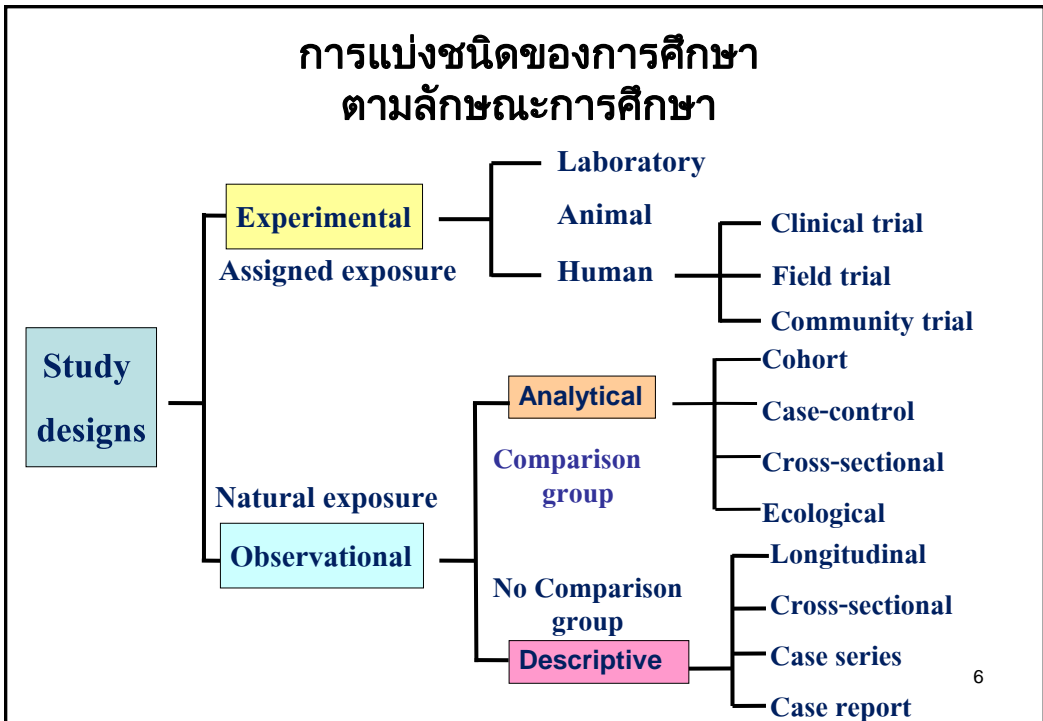 การแบ่งชนิดของการศึกษา
ตามลักษณะการศึกษา
Study
designs
Experimental
Assigned exposure
Laboratory
Animal
Human
Clinical trial
Field trial
Community trial
Natural exposure
Observational
Analytical
Comparison
group
Cohort
Case-control
Cross-sectional
Ecological
No Comparison
group
Descriptive
Longitudinal
Cross-sectional
Case series
Case report
6